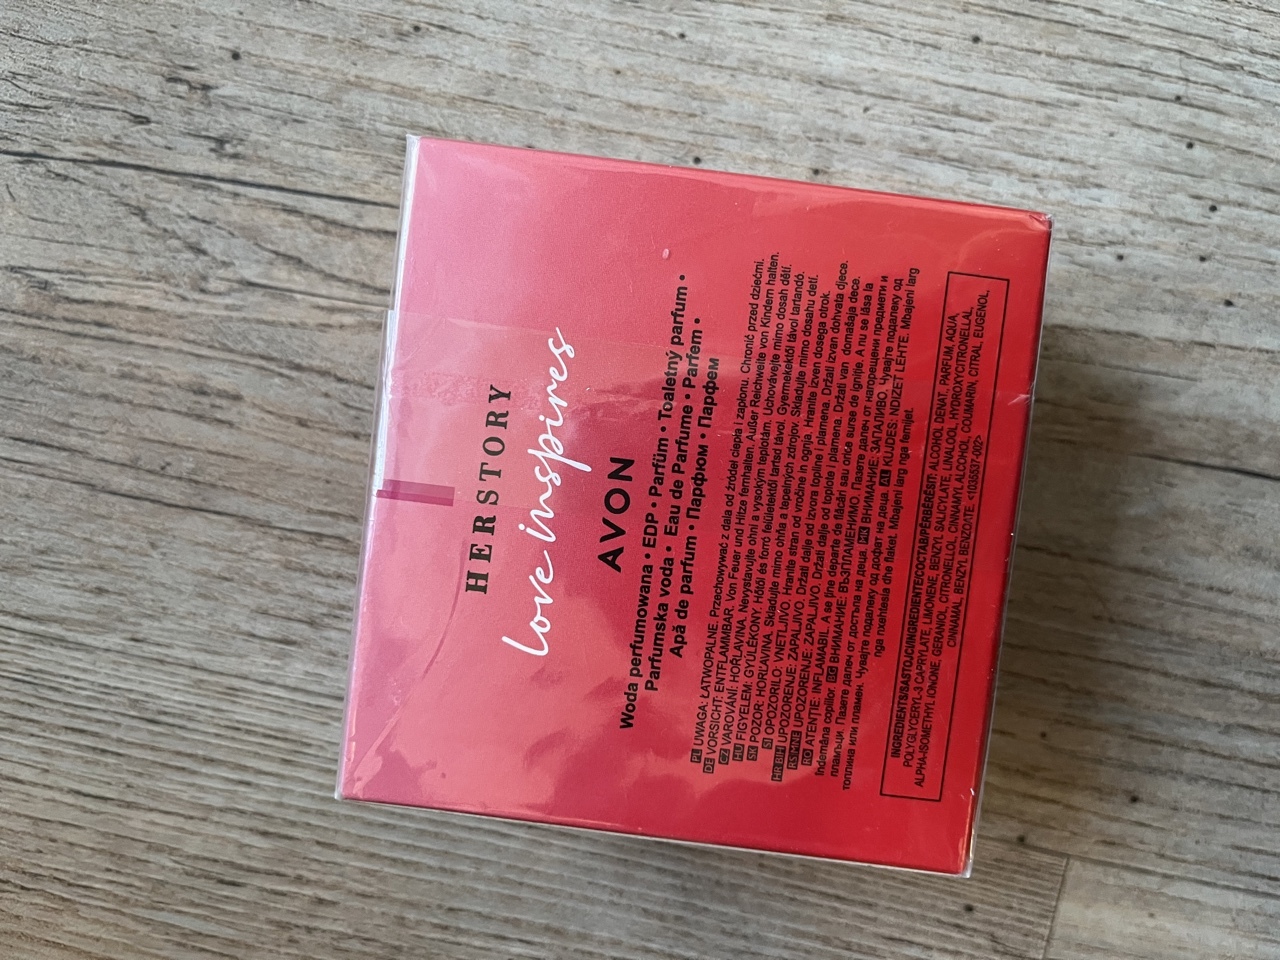 HERSTORY
love inspires
AVON
Woda perfumowana • EDP • Parfüm • Toaletný parfum •
Parfumska voda • Eau de Parfume • Parfem •
Apă de parfum • Парфюм • Парфем
PL UWAGA: ŁATWOPALNE. Przechowywać z dala od źródeł ciepła i zapłonu. Chronić przed dziećmi.
DE VORSICHT: ENTFLAMMBAR. Von Feuer und Hitze fernhalten. Außer Reichweite von Kindern halten.
CZ VAROVÁNÍ: HOŘLAVINA. Nevystavujte ohni a vysokým teplotám. Uchovávejte mimo dosah dětí.
HU FIGYELEM: GYÚLÉKONY. Hőtől és forró felületektől tartsd távol. Gyermekektől távol tartandó.
SK POZOR: HORĽAVINA. Skladujte mimo ohňa a tepelných zdrojov. Skladujte mimo dosahu detí.
SI OPOZORILO: VNETLJIVO. Hranite stran od vročine in ognja. Hranite izven dosega otrok.
HR BIH UPOZORENJE: ZAPALJIVO. Držati dalje od izvora topline i plamena. Držati izvan dohvata djece.
RS MNE UPOZORENJE: ZAPALJIVO. Držati dalje od toplote i plamena. Držati van domašaja dece.
RO ATENȚIE: INFLAMABIL. A se ține departe de flăcări sau orice surse de igniție. A nu se lăsa la
îndemâna copiilor. BG ВНИМАНИЕ: ВЪЗПЛАМЕНИМО. Пазете далеч от нагорещени предмети и
пламъци. Пазете далеч от достъпа на деца. MK ВНИМАНИЕ: ЗАПАЛИВО. Чувајте подалеку од
топлина или пламен. Чувајте подалеку од дофат на деца. AL KUJDES: NDIZET LEHTE. Mbajeni larg
nga nxehtesia dhe flaket. Mbajeni larg nga femijet.
INGREDIENTS/SASTOJCI/INGREDIENTE/СОСТАВ/PËRBËRËSIT: ALCOHOL DENAT, PARFUM, AQUA,
POLYGLYCERYL-3 CAPRYLATE, LIMONENE, BENZYL SALICYLATE, LINALOOL, HYDROXYCITRONELLAL,
ALPHA-ISOMETHYL IONONE, GERANIOL, CITRONELLOL, CINNAMYL ALCOHOL, COUMARIN, CITRAL, EUGENOL,
CINNAMAL, BENZYL BENZOATE. <1035537-002>